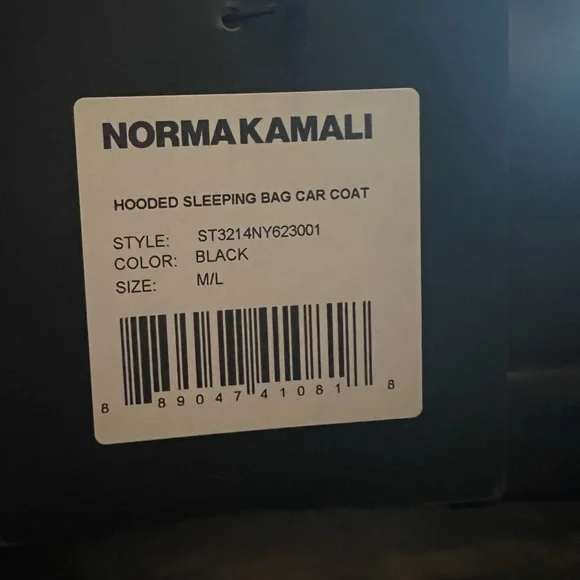 NORMAKAMALI
HOODED SLEEPING BAG CAR COAT
STYLE: ST3214NY623001
COLOR: BLACK
SIZE: M/L
8 89047 41081 8